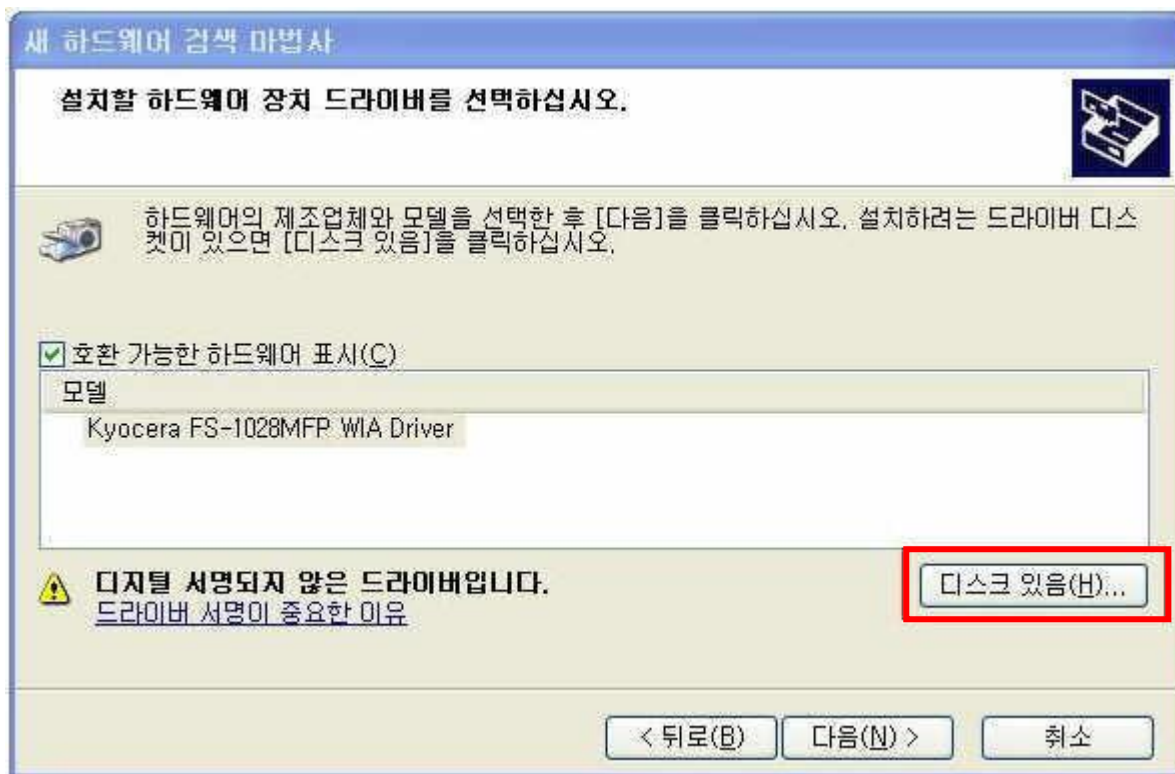 새 하드웨어 검색 마법사
설치할 하드웨어 장치 드라이버를 선택하십시오.
하드웨어의 제조업체와 모델을 선택한 후 [다음]을 클릭하십시오. 설치하려는 드라이버 디스
켓이 있으면 [디스크 있음]을 클릭하십시오.
호환 가능한 하드웨어 표시(C)
모델
Kyocera FS-1028MFP WIA Driver
디지털 서명되지 않은 드라이버입니다.
드라이버 서명이 중요한 이유
디스크 있음(H)...
< 뒤로(B) 다음(N) > 취소